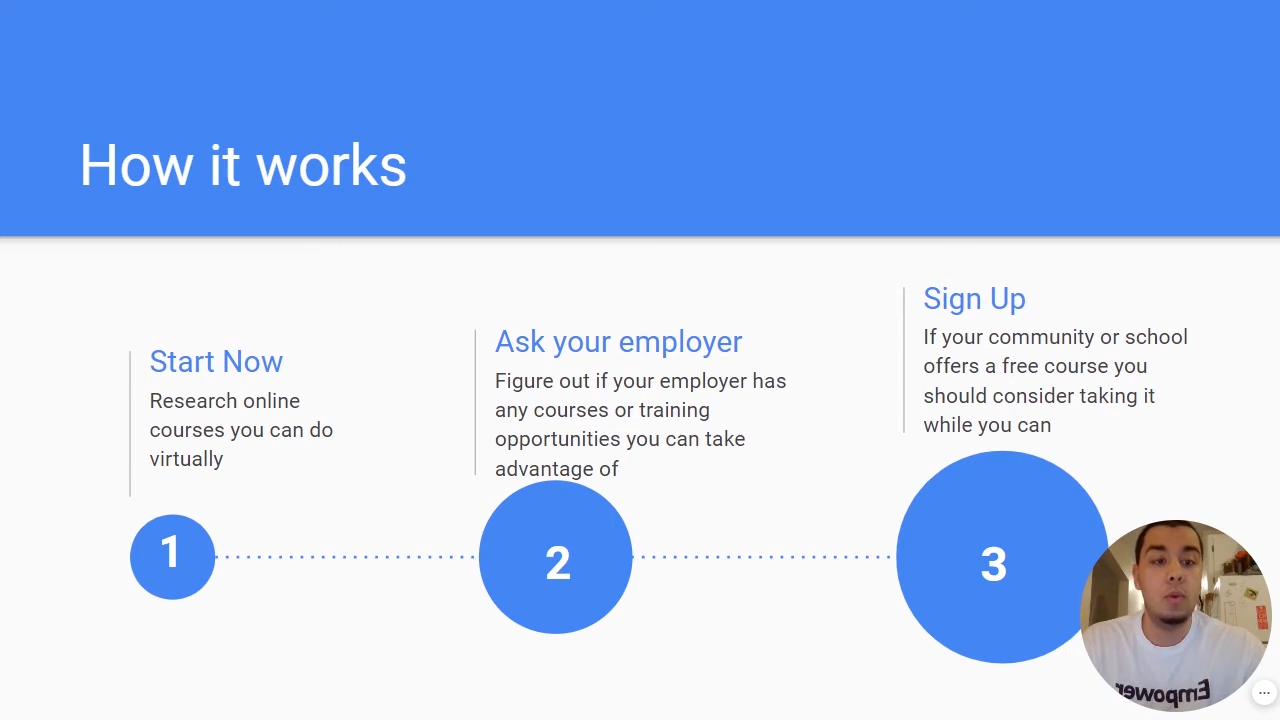 How it works
Start Now
Research online
courses you can do
virtually
Ask your employer
Figure out if your employer has
any courses or training
opportunities you can take
advantage of
Sign Up
If your community or school
offers a free course you
should consider taking it
while you can
1
2
3
Empower